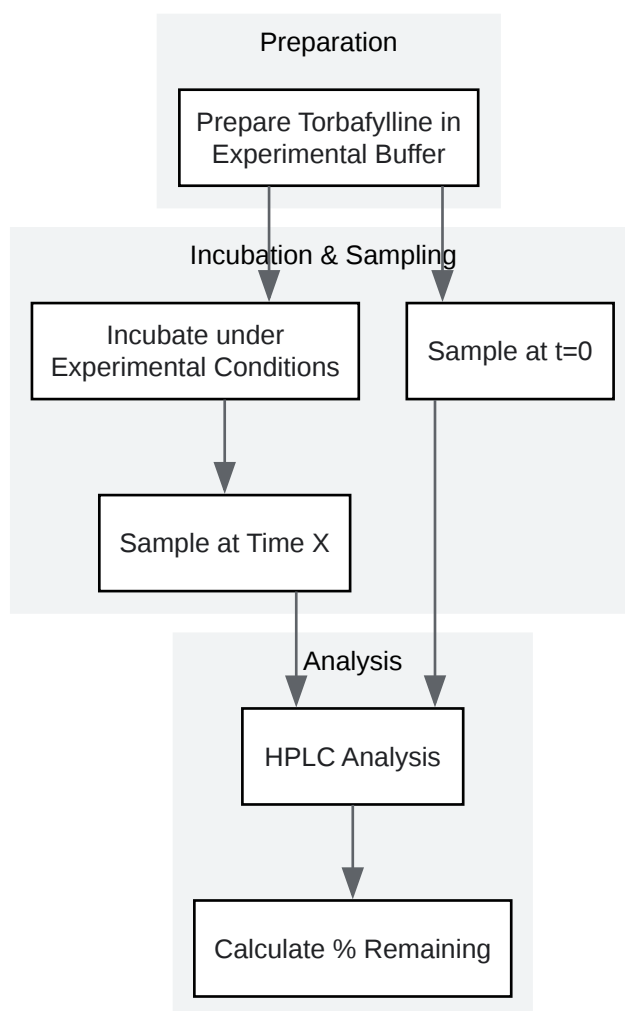 Preparation
Prepare Torbafylline in
Experimental Buffer
Incubation & Sampling
Incubate under
Experimental Conditions
Sample at t=0
Sample at Time X
Analysis
HPLC Analysis
Calculate % Remaining